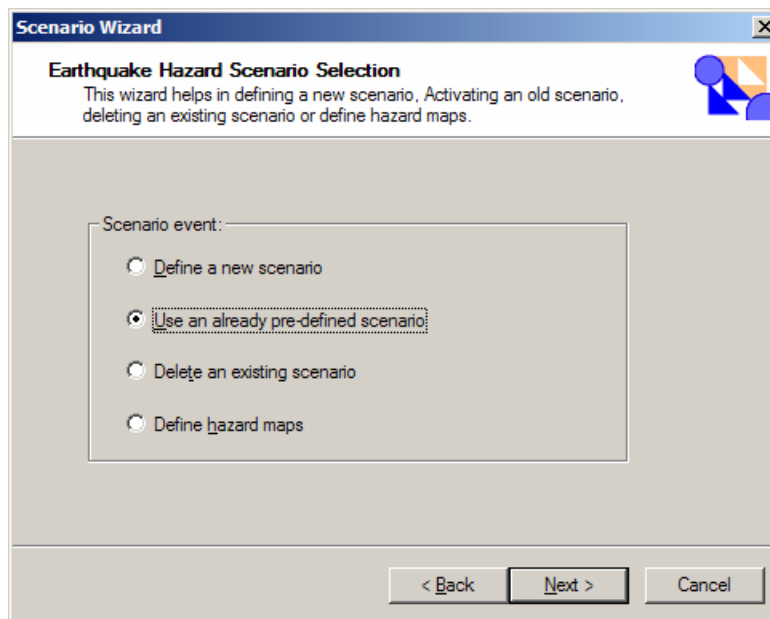 Scenario Wizard
Earthquake Hazard Scenario Selection
This wizard helps in defining a new scenario, Activating an old scenario,
deleting an existing scenario or define hazard maps.
Scenario event:
Define a new scenario
Use an already pre-defined scenario
Delete an existing scenario
Define hazard maps
< Back
Next >
Cancel